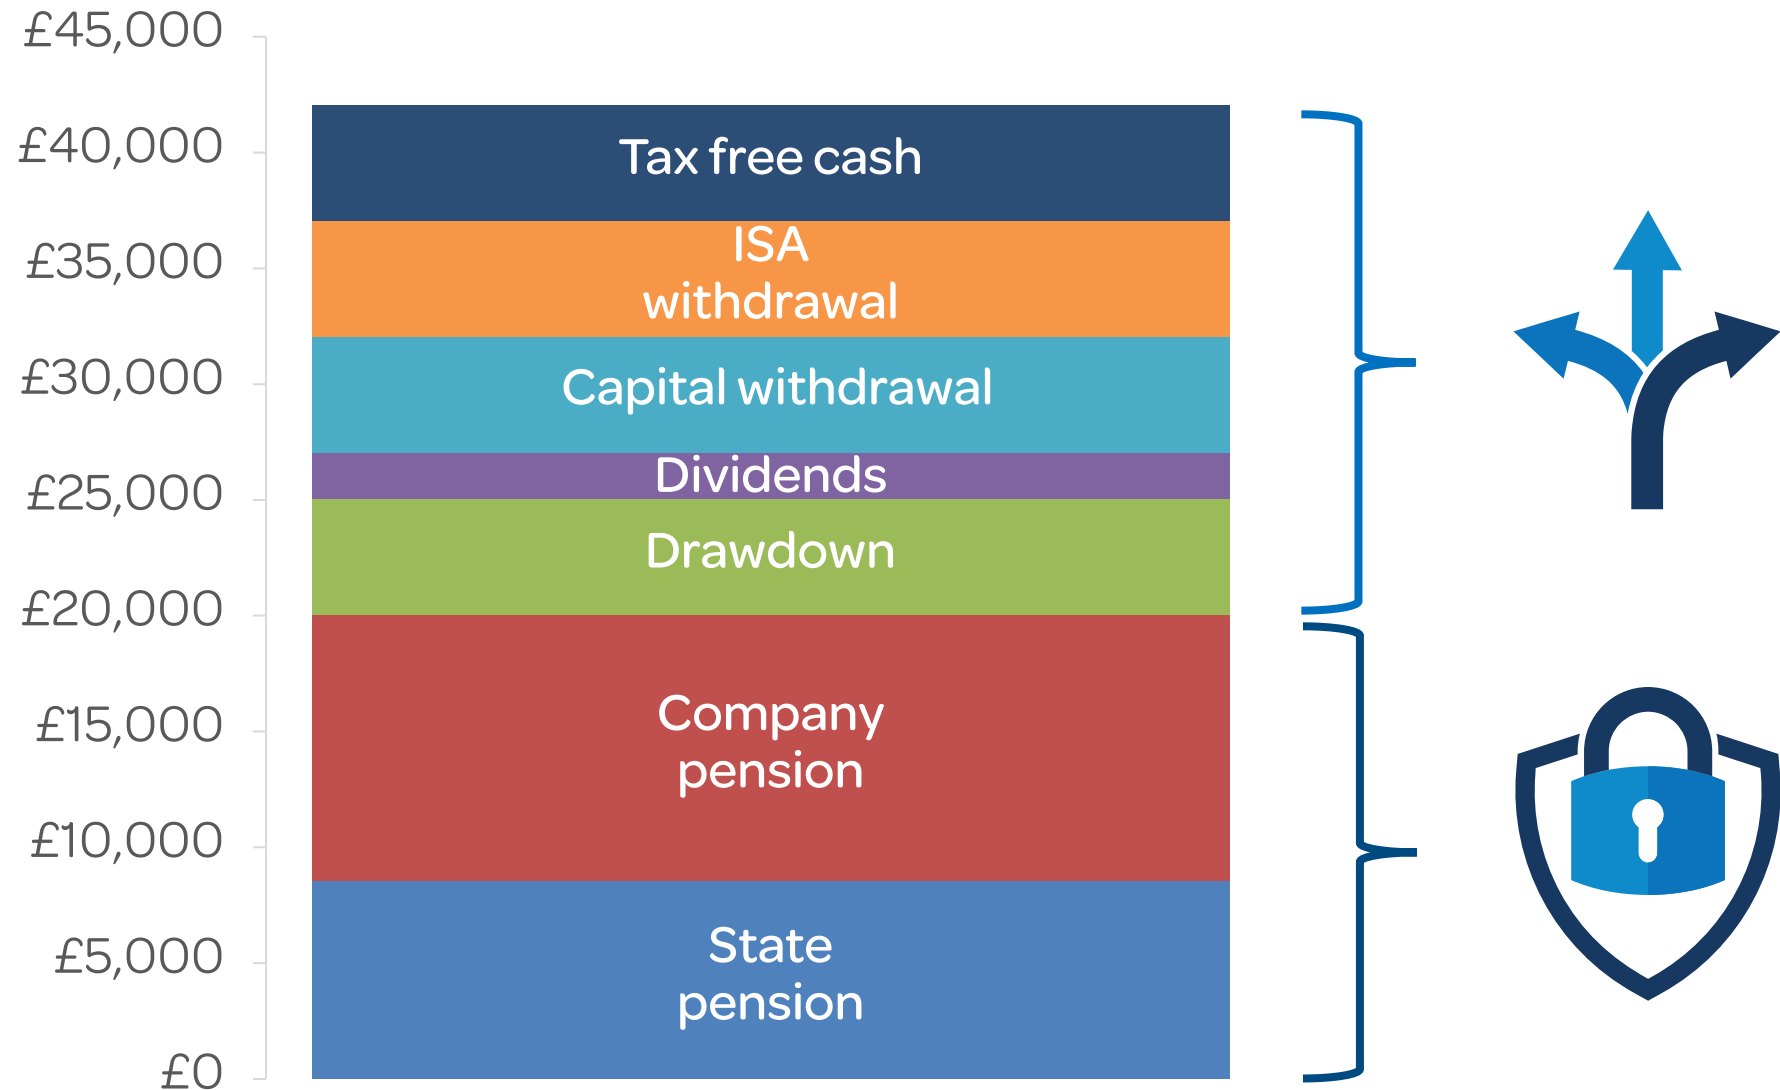 £45,000
£40,000
£35,000
£30,000
£25,000
£20,000
£15,000
£10,000
£5,000
£0
Tax free cash
ISA
withdrawal
Capital withdrawal
Dividends
Drawdown
Company
pension
State
pension